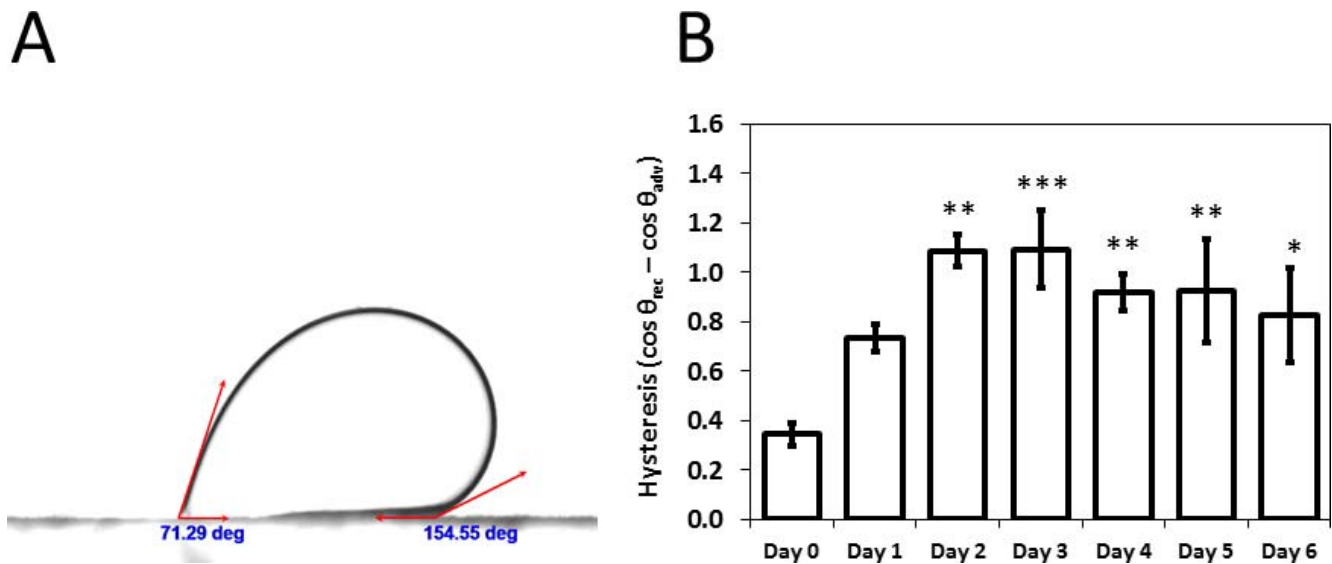 A
71.29 deg
154.55 deg
B
Hysteresis (cos θrec – cos θadv)
1.6
1.4
1.2
1.0
0.8
0.6
0.4
0.2
0.0
**
***
**
**
*
Day 0 Day 1 Day 2 Day 3 Day 4 Day 5 Day 6